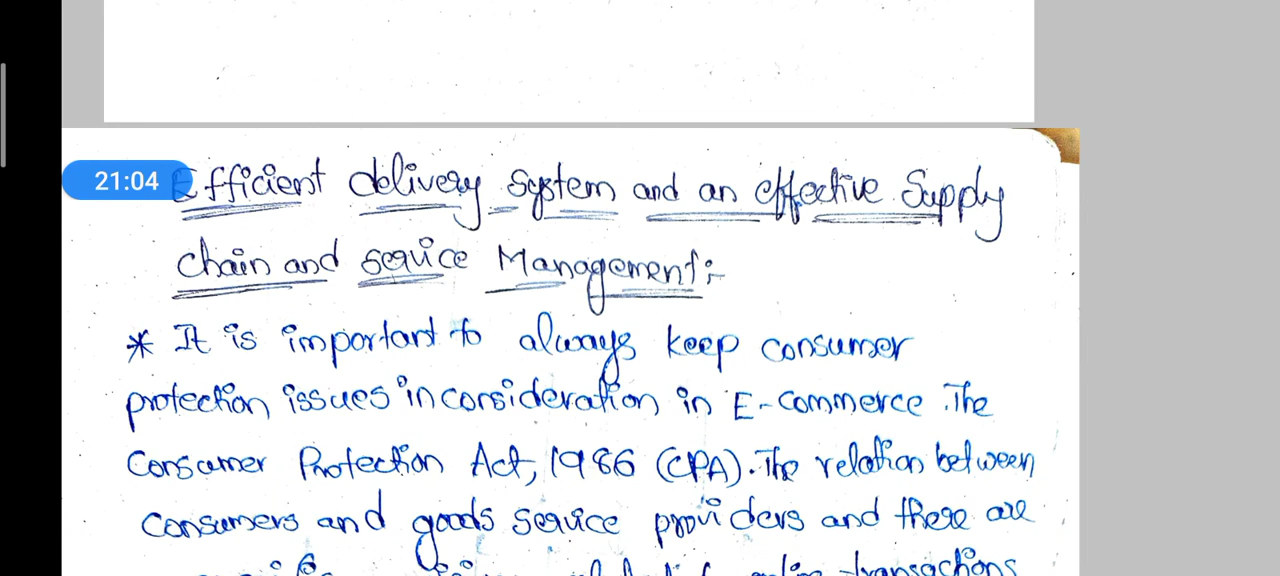 21:04
Efficient delivery system and an effective Supply
chain and service Management:-
* It is important to always keep consumer
protection issues in consideration in E-commerce. The
Consumer Protection Act, 1986 (CPA). The relation between
consumers and goods service providers and there are
transactions